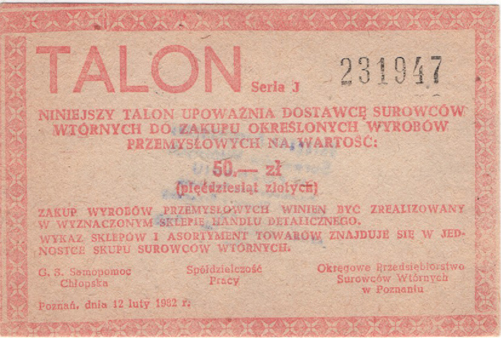 TALON
Seria J
231947
NINIEJSZY TALON UPOWAŻNIA DOSTAWCĘ SUROWCÓW
WTÓRNYCH DO ZAKUPU OKREŚLONYCH WYROBÓW
PRZEMYSŁOWYCH NA WARTOŚĆ:
50.— zł
(pięćdziesiąt złotych)
ZAKUP WYROBÓW PRZEMYSŁOWYCH WINIEN BYĆ ZREALIZOWANY
W WYZNACZONYM SKLEPIE HANDLU DETALICZNEGO.
WYKAZ SKLEPÓW I ASORTYMENT TOWARÓW ZNAJDUJE SIĘ W JED-
NOSTCE SKUPU SUROWCÓW WTÓRNYCH.
G. S. Samopomoc
Chłopska
Spółdzielczość
Pracy
Okręgowe Przedsiębiorstwo
Surowców Wtórnych
w Poznaniu
Poznań, dnia 12 luty 1982 r.